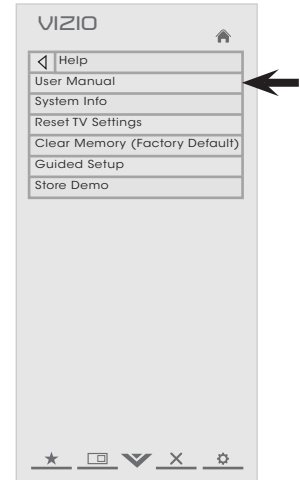 VIZIO
Help
User Manual
System Info
Reset TV Settings
Clear Memory (Factory Default)
Guided Setup
Store Demo